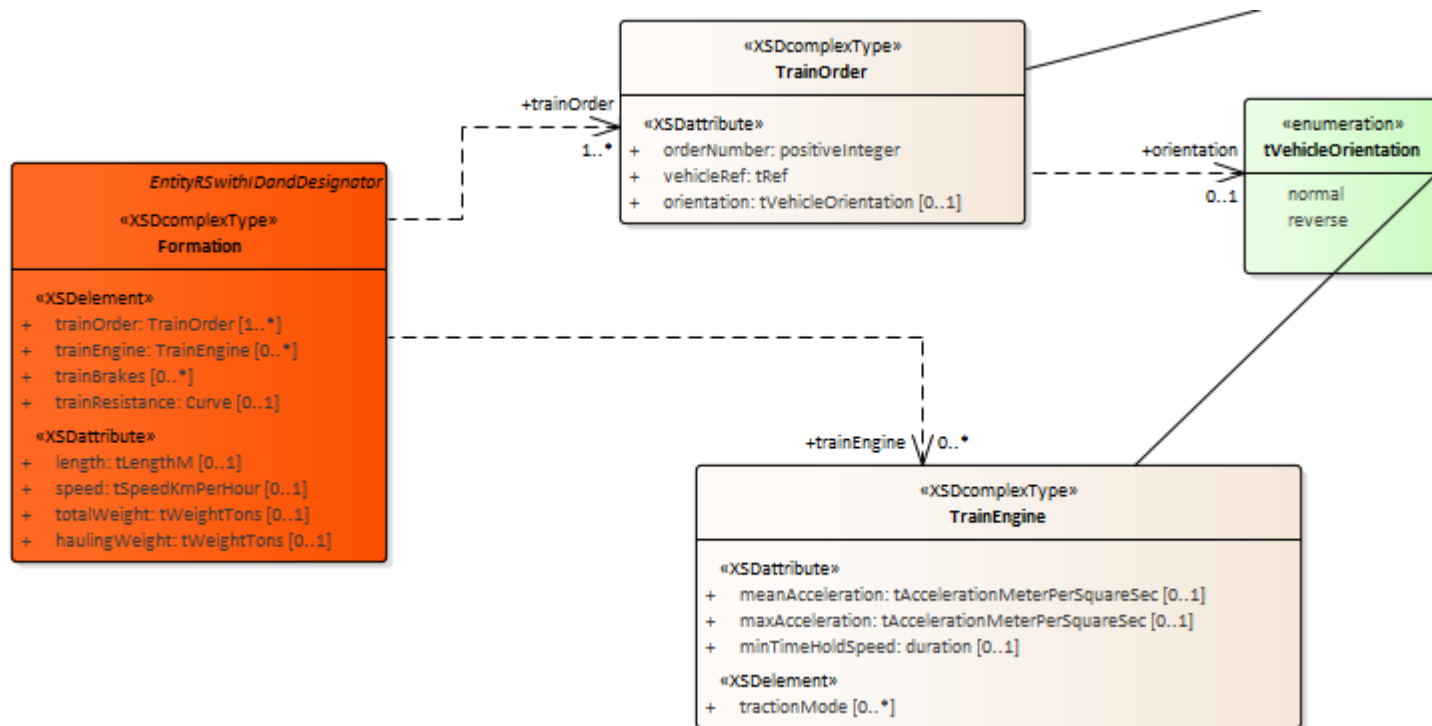 «XSDcomplexType»
TrainOrder
+trainOrder
1..*
«XSDattribute»
+ orderNumber: positiveInteger
+ vehicleRef: tRef
+ orientation: tVehicleOrientation [0..1]
+orientation
0..1
«enumeration»
tVehicleOrientation
normal
reverse
EntityRSwithIDandDesignator
«XSDcomplexType»
Formation
«XSDelement»
+ trainOrder: TrainOrder [1..*]
+ trainEngine: TrainEngine [0..*]
+ trainBrakes [0..*]
+ trainResistance: Curve [0..1]
«XSDattribute»
+ length: tLengthM [0..1]
+ speed: tSpeedKmPerHour [0..1]
+ totalWeight: tWeightTons [0..1]
+ haulingWeight: tWeightTons [0..1]
+trainEngine
0..*
«XSDcomplexType»
TrainEngine
«XSDattribute»
+ meanAcceleration: tAccelerationMeterPerSquareSec [0..1]
+ maxAcceleration: tAccelerationMeterPerSquareSec [0..1]
+ minTimeHoldSpeed: duration [0..1]
«XSDelement»
+ tractionMode [0..*]